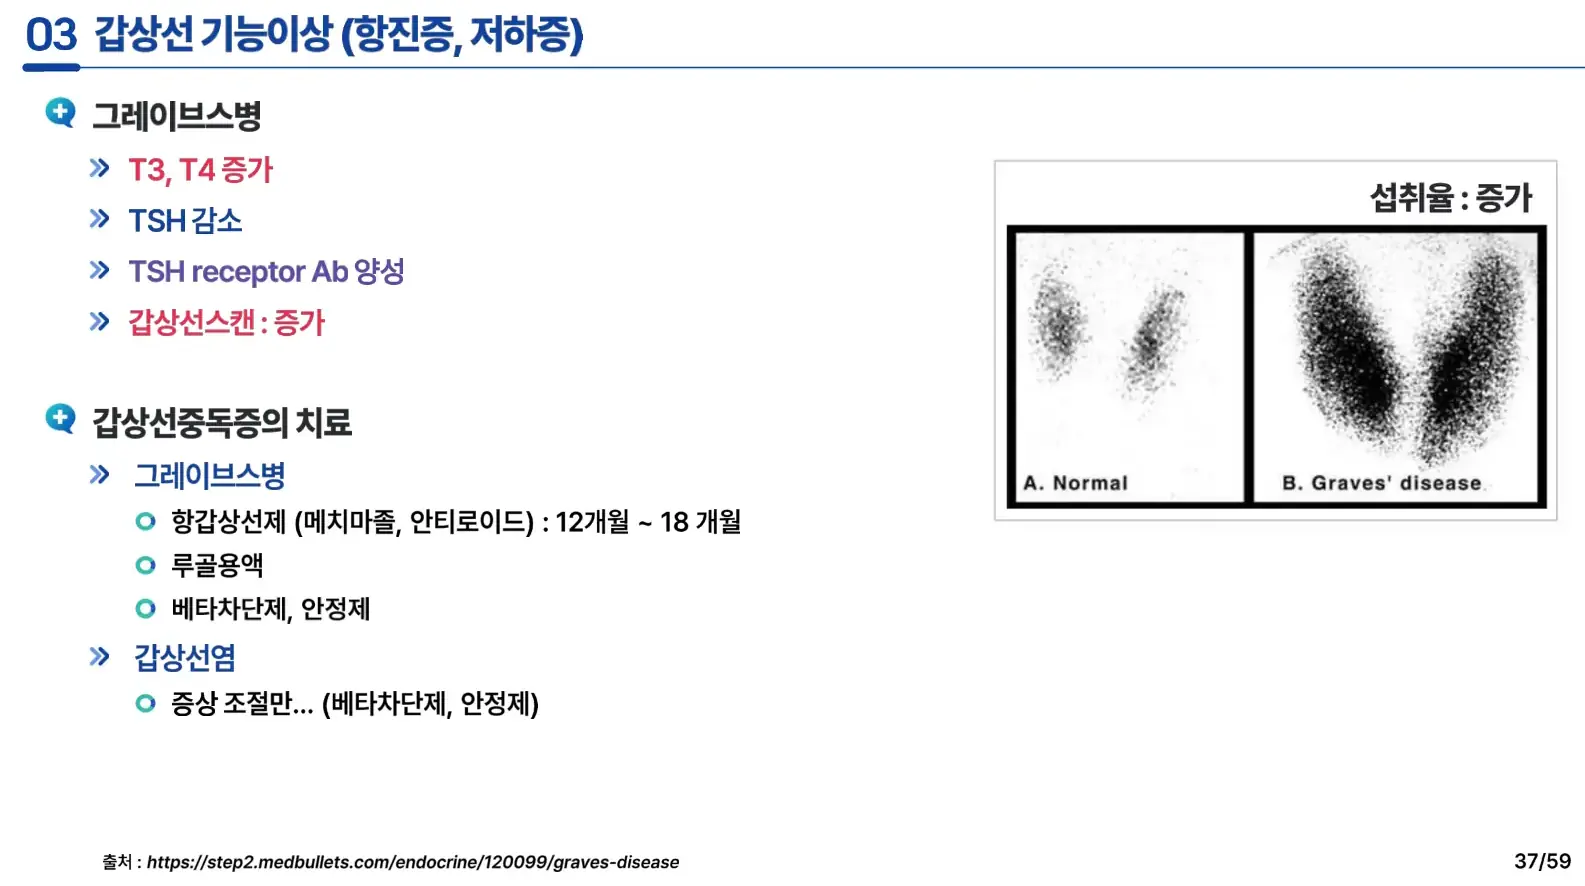 03 갑상선 기능이상 (항진증, 저하증)
그레이브스병
T3, T4 증가
TSH 감소
TSH receptor Ab 양성
갑상선스캔 : 증가
섭취율 : 증가
A. Normal
B. Graves' disease
갑상선중독증의 치료
그레이브스병
항갑상선제 (메치마졸, 안티로이드) : 12개월 ~ 18 개월
루골용액
베타차단제, 안정제
갑상선염
증상 조절만... (베타차단제, 안정제)
출처 : https://step2.medbullets.com/endocrine/120099/graves-disease
37/59